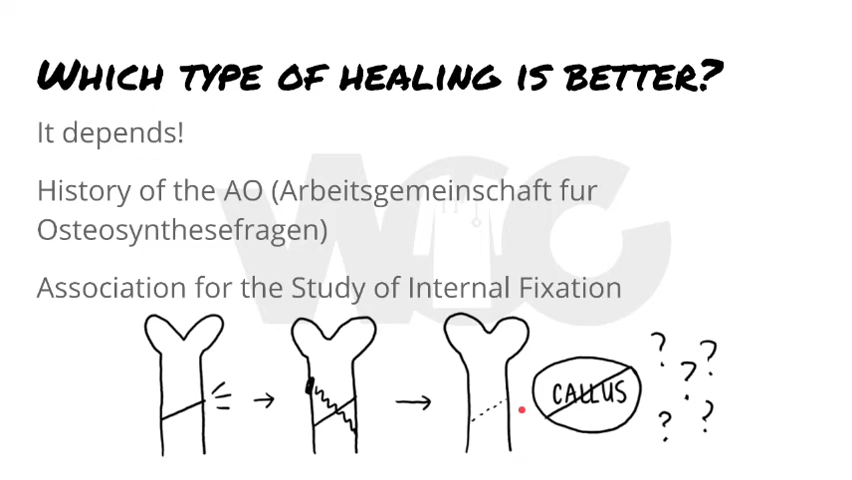 WHICH TYPE OF HEALING IS BETTER?
It depends!
History of the AO (Arbeitsgemeinschaft fur
Osteosynthesefragen)
Association for the Study of Internal Fixation
CALLUS
? ? ? ? ?
WCC